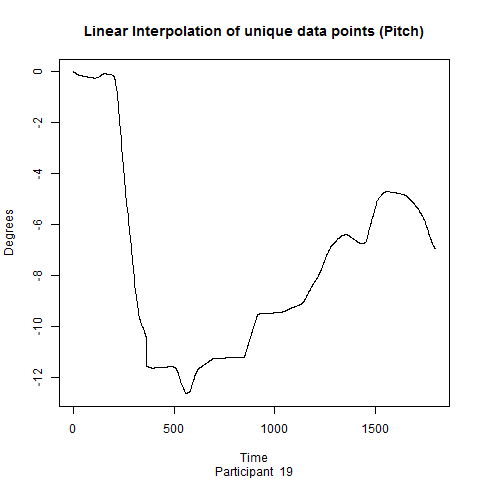 Linear Interpolation of unique data points (Pitch)
0
-2
-4
-6
-8
-10
-12
Degrees
0 500 1000 1500
Time
Participant 19